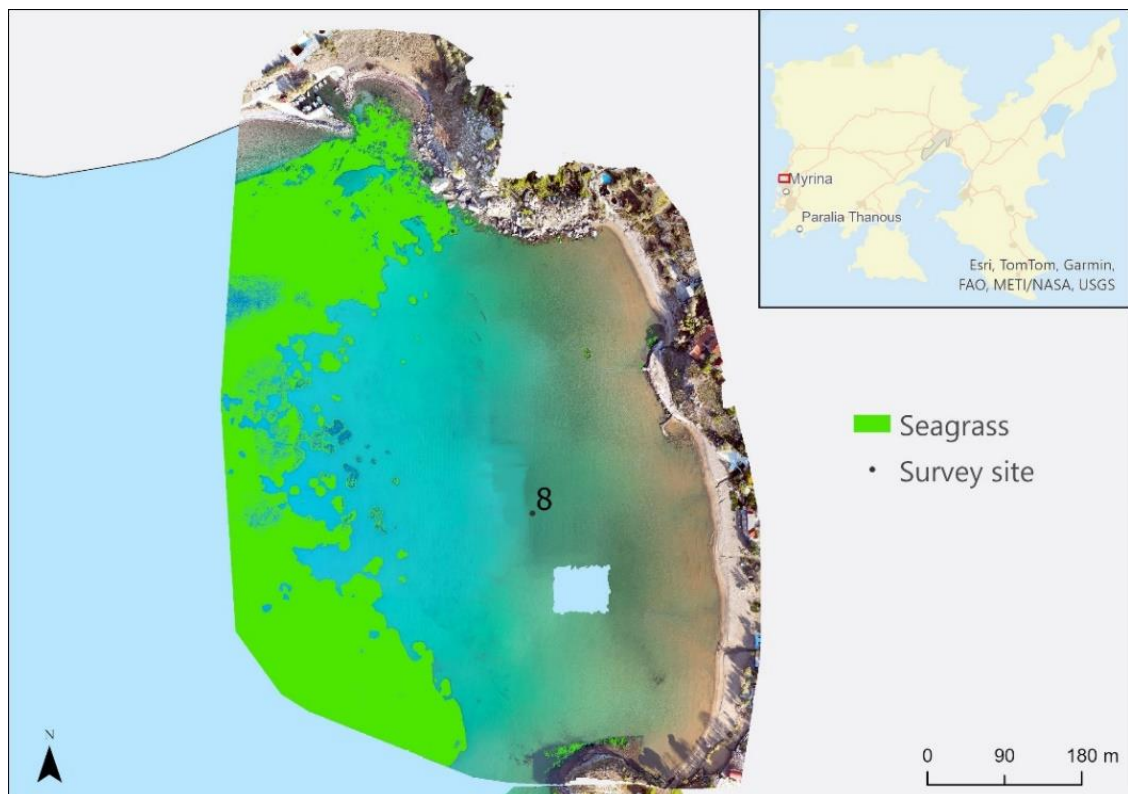 Myrina
Paralia Thanous
Esri, TomTom, Garmin,
FAO, METI/NASA, USGS
Seagrass
Survey site
8
N
0 90 180 m